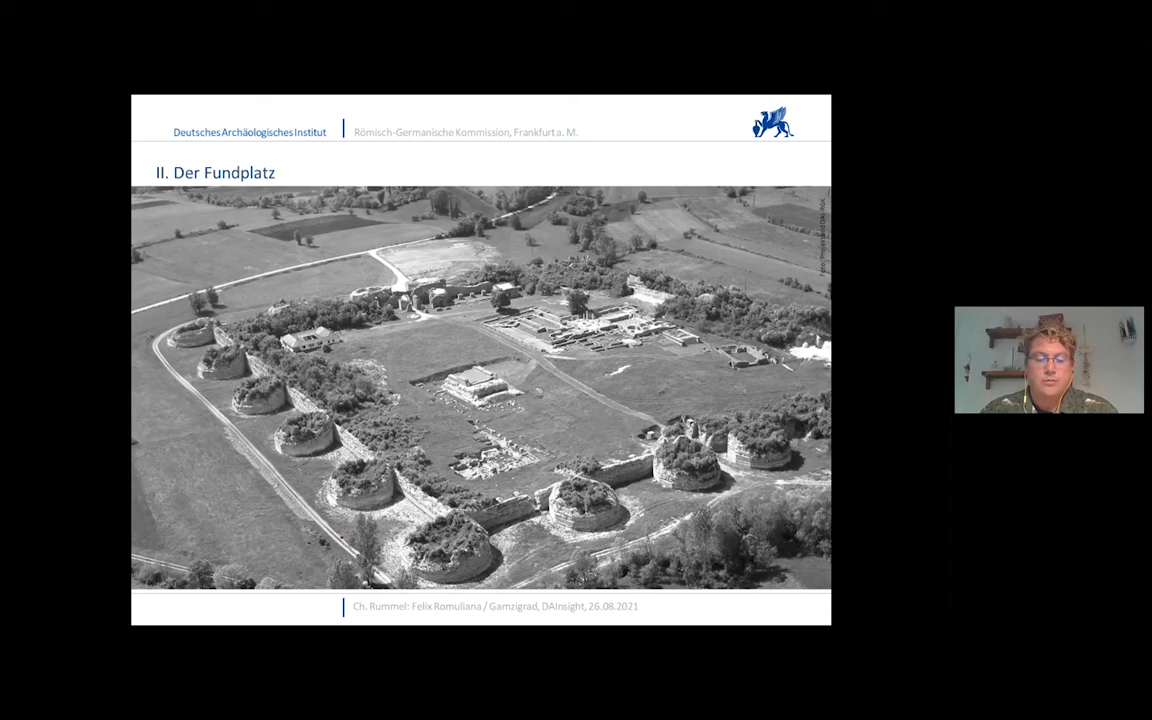 Deutsches Archäologisches Institut
Römisch-Germanische Kommission, Frankfurt a. M.
II. Der Fundplatz
Ch. Rummel: Felix Romuliana / Gamzigrad, DAInsight, 26.08.2021